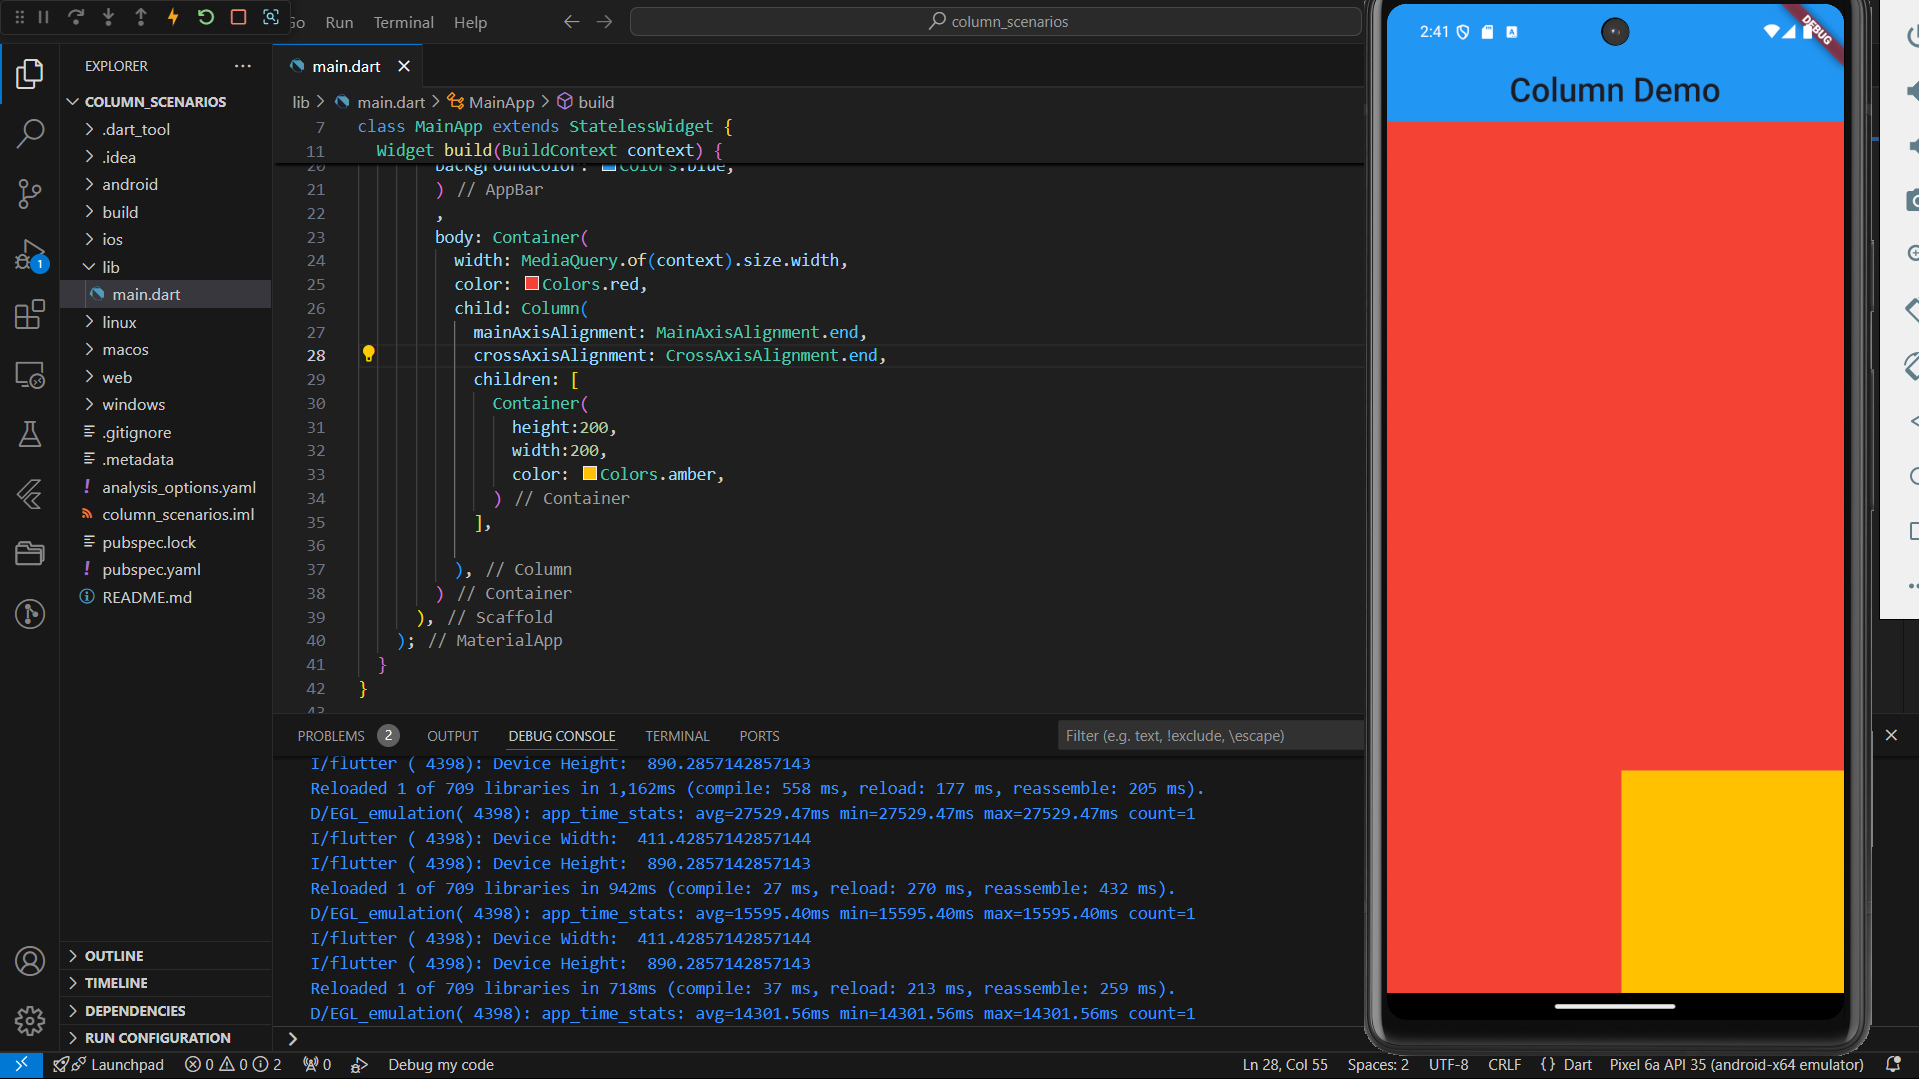 Go
Run
Terminal
Help
column_scenarios
EXPLORER
COLUMN_SCENARIOS
.dart_tool
.idea
android
build
ios
lib
main.dart
linux
macos
web
windows
.gitignore
.metadata
analysis_options.yaml
column_scenarios.iml
pubspec.lock
pubspec.yaml
README.md
OUTLINE
TIMELINE
DEPENDENCIES
RUN CONFIGURATION
1
main.dart
lib > main.dart > MainApp > build
7 class MainApp extends StatelessWidget {
11 Widget build(BuildContext context) {
20 backgroundColor: Colors.blue,
21 ) // AppBar
22 ,
23 body: Container(
24 width: MediaQuery.of(context).size.width,
25 color: Colors.red,
26 child: Column(
27 mainAxisAlignment: MainAxisAlignment.end,
28 crossAxisAlignment: CrossAxisAlignment.end,
29 children: [
30 Container(
31 height:200,
32 width:200,
33 color: Colors.amber,
34 ) // Container
35 ],
36
37 ), // Column
38 ) // Container
39 ), // Scaffold
40 ); // MaterialApp
41 }
42 }
43
PROBLEMS 2 OUTPUT DEBUG CONSOLE TERMINAL PORTS
Filter (e.g. text, !exclude, \escape)
I/flutter ( 4398): Device Height:  890.2857142857143
Reloaded 1 of 709 libraries in 1,162ms (compile: 558 ms, reload: 177 ms, reassemble: 205 ms).
D/EGL_emulation( 4398): app_time_stats: avg=27529.47ms min=27529.47ms max=27529.47ms count=1
I/flutter ( 4398): Device Width:  411.42857142857144
I/flutter ( 4398): Device Height:  890.2857142857143
Reloaded 1 of 709 libraries in 942ms (compile: 27 ms, reload: 270 ms, reassemble: 432 ms).
D/EGL_emulation( 4398): app_time_stats: avg=15595.40ms min=15595.40ms max=15595.40ms count=1
I/flutter ( 4398): Device Width:  411.42857142857144
I/flutter ( 4398): Device Height:  890.2857142857143
Reloaded 1 of 709 libraries in 718ms (compile: 37 ms, reload: 213 ms, reassemble: 259 ms).
D/EGL_emulation( 4398): app_time_stats: avg=14301.56ms min=14301.56ms max=14301.56ms count=1
2:41
DEBUG
Column Demo
Launchpad 0 0 2 0 Debug my code
Ln 28, Col 55 Spaces: 2 UTF-8 CRLF {} Dart Pixel 6a API 35 (android-x64 emulator)